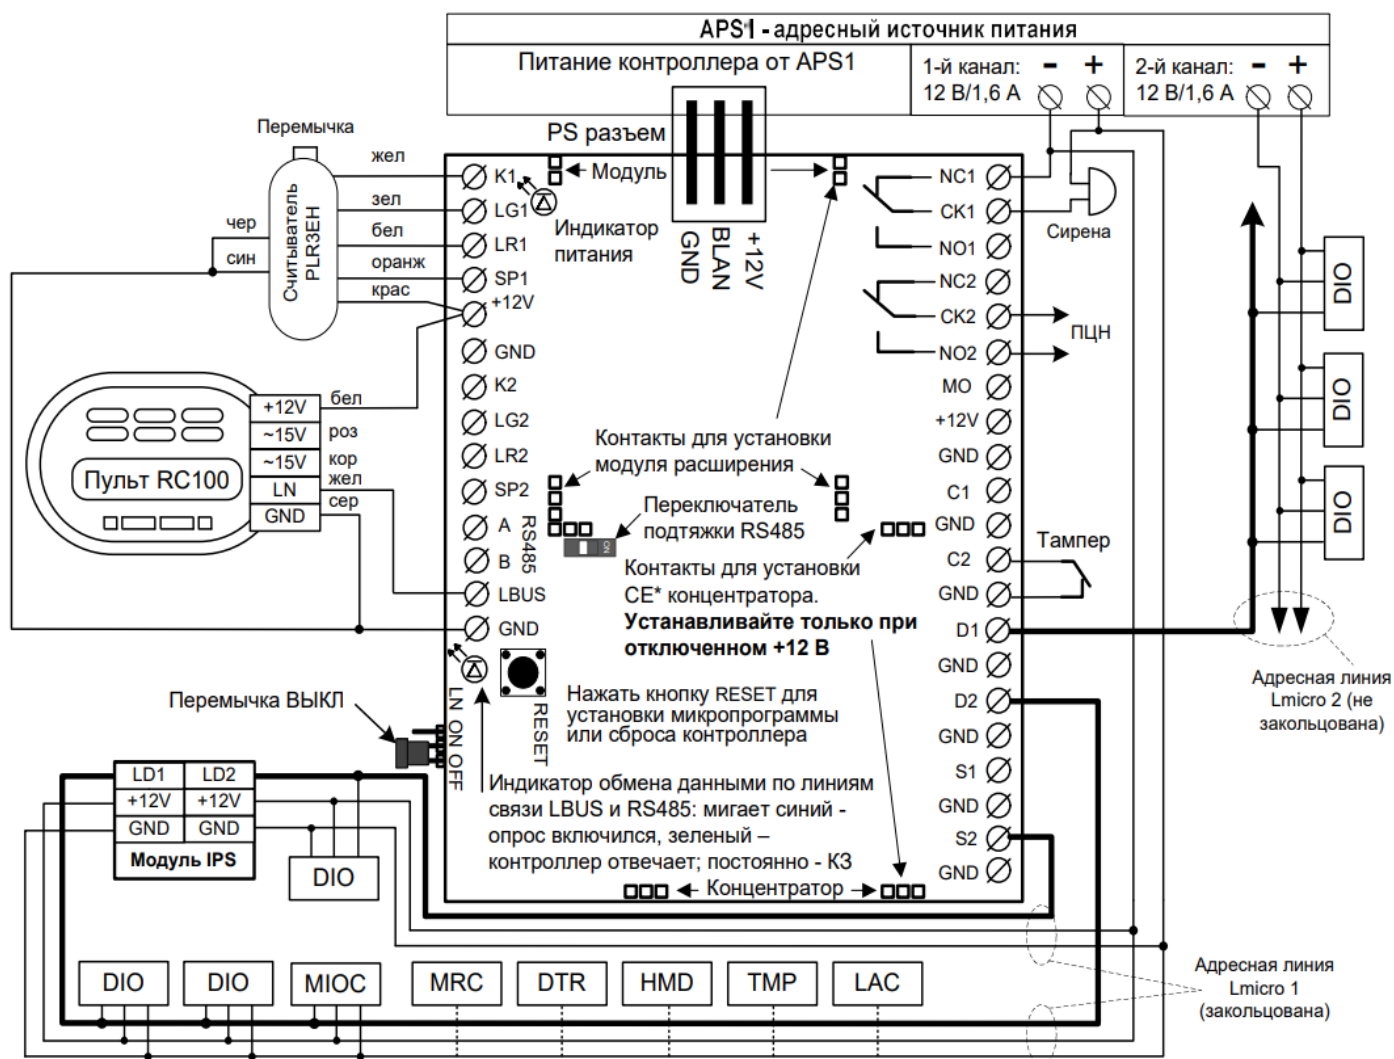 APS1 - адресный источник питания
Питание контроллера от APS1
1-й канал:
12 В/1,6 А
- +
2-й канал:
12 В/1,6 А
- +
PS разъем
GND
BLAN
+12V
Перемычка
Считыватель
PLR3EH
жел
зел
бел
оранж
крас
чер
син
K1
LG1
LR1
SP1
+12V
GND
K2
LG2
LR2
SP2
A
B
RS485
LBUS
GND
Модуль
Индикатор
питания
NC1
CK1
NO1
NC2
CK2
NO2
MO
+12V
GND
C1
GND
C2
GND
D1
GND
D2
GND
S1
GND
S2
GND
Сирена
ПЦН
Тампер
DIO
DIO
DIO
Адресная линия
Lmicro 2 (не
закольцована)
Пульт RC100
+12V
~15V
~15V
LN
GND
бел
роз
кор
жел
сер
Контакты для установки
модуля расширения
Переключатель
подтяжки RS485
ON
Контакты для установки
CE* концентратора.
Устанавливайте только при
отключенном +12 В
Перемычка ВЫКЛ
LN ON OFF
RESET
Нажать кнопку RESET для
установки микропрограммы
или сброса контроллера
Индикатор обмена данными по линиям
связи LBUS и RS485: мигает синий -
опрос включился, зеленый –
контроллер отвечает; постоянно - КЗ
Концентратор
LD1 LD2
+12V +12V
GND GND
Модуль IPS
DIO
DIO
DIO
MIOC
MRC
DTR
HMD
TMP
LAC
Адресная линия
Lmicro 1
(закольцована)